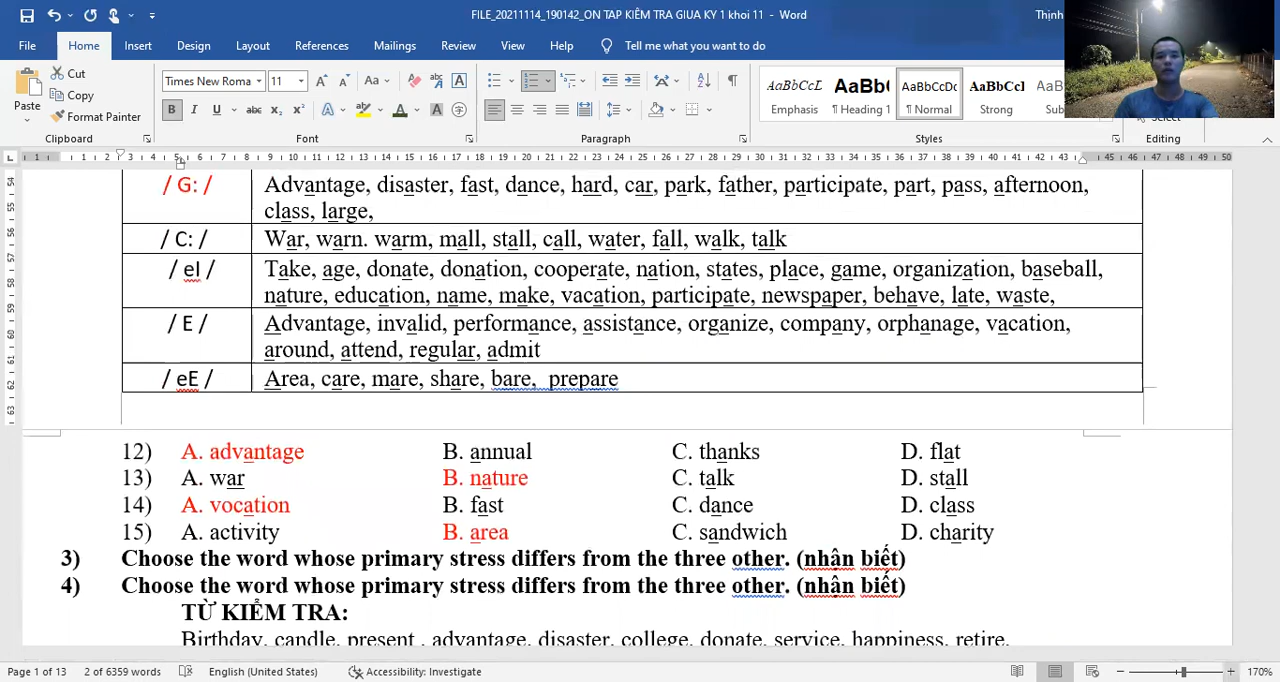 FILE_20211114_190142_ON TAP KIỂM TRA GIUA KY 1 khoi 11 - Word
Thịnh
File Home Insert Design Layout References Mailings Review View Help Tell me what you want to do
Paste
Cut
Copy
Format Painter
Times New Roma 11
AaBbCcL AaBb( AaBbCcDc AaBbCcl
Emphasis ¶ Heading 1 ¶ Normal Strong Sub
Select
Clipboard Font Paragraph Styles Editing
/ G: / Advantage, disaster, fast, dance, hard, car, park, father, participate, part, pass, afternoon,
class, large,
/ C: / War, warn. warm, mall, stall, call, water, fall, walk, talk
/ eI / Take, age, donate, donation, cooperate, nation, states, place, game, organization, baseball,
nature, education, name, make, vacation, participate, newspaper, behave, late, waste,
/ E / Advantage, invalid, performance, assistance, organize, company, orphanage, vacation,
around, attend, regular, admit
/ eE / Area, care, mare, share, bare, prepare
12) A. advantage B. annual C. thanks D. flat
13) A. war B. nature C. talk D. stall
14) A. vocation B. fast C. dance D. class
15) A. activity B. area C. sandwich D. charity
3) Choose the word whose primary stress differs from the three other. (nhận biết)
4) Choose the word whose primary stress differs from the three other. (nhận biết)
TỪ KIỂM TRA:
Birthday, candle, present , advantage, disaster, college, donate, service, happiness, retire,
Page 1 of 13 2 of 6359 words English (United States) Accessibility: Investigate 170%